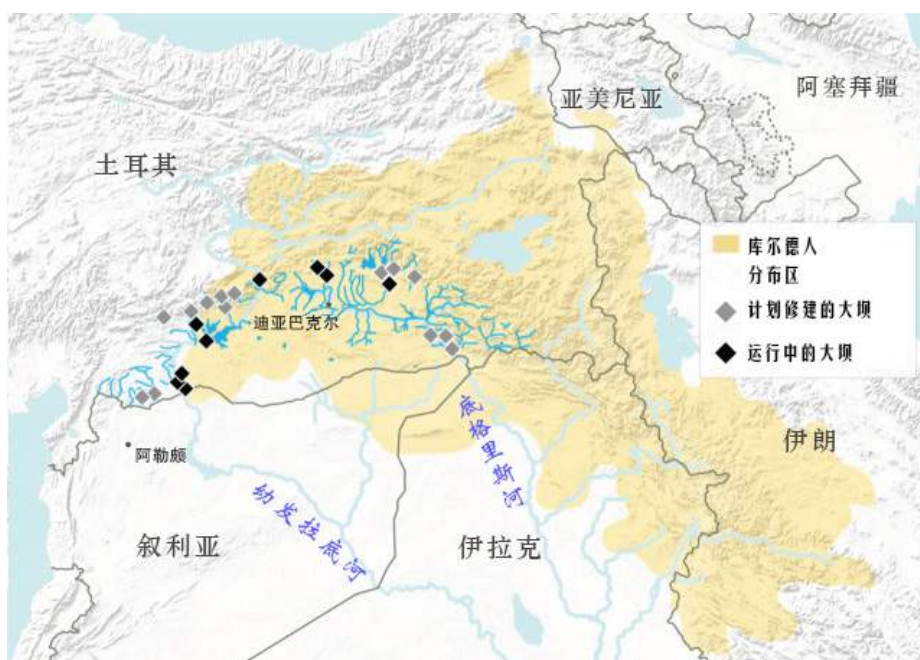 阿塞拜疆
亚美尼亚
土耳其
库尔德人
分布区
计划修建的大坝
运行中的大坝
迪亚巴克尔
底格里斯河
伊朗
阿勒颇
幼发拉底河
叙利亚
伊拉克